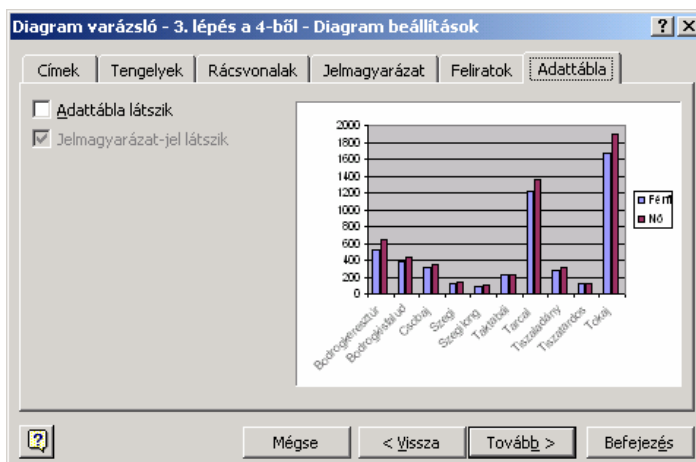 Diagram varázsló - 3. lépés a 4-ből - Diagram beállítások
Címek Tengelyek Rácsvonalak Jelmagyarázat Feliratok Adattábla
Adattábla látszik
Jelmagyarázat-jel látszik
2000
1800
1600
1400
1200
1000
800
600
400
200
0
Férfi
Nő
Bodrogkeresztúr
Bodrogkisfalud
Csobaj
Szegi
Szegilong
Taktabáj
Tarcal
Tiszaladány
Tiszatardos
Tokaj
Mégse
< Vissza
Tovább >
Befejezés